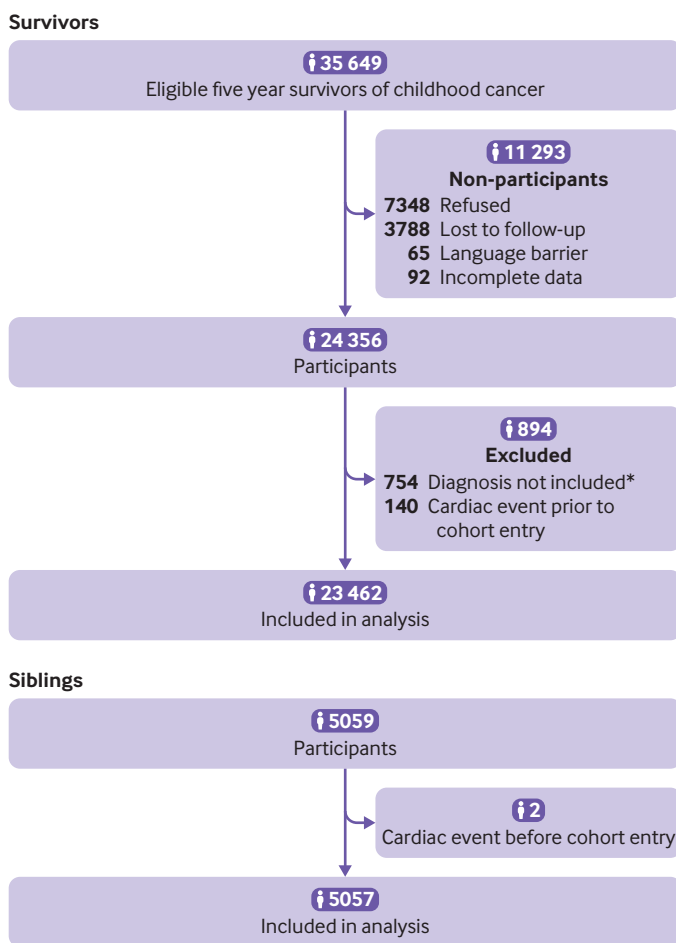 Survivors
35 649
Eligible five year survivors of childhood cancer
11 293
Non-participants
7348 Refused
3788 Lost to follow-up
65 Language barrier
92 Incomplete data
24 356
Participants
894
Excluded
754 Diagnosis not included*
140 Cardiac event prior to
cohort entry
23 462
Included in analysis
Siblings
5059
Participants
2
Cardiac event before cohort entry
5057
Included in analysis